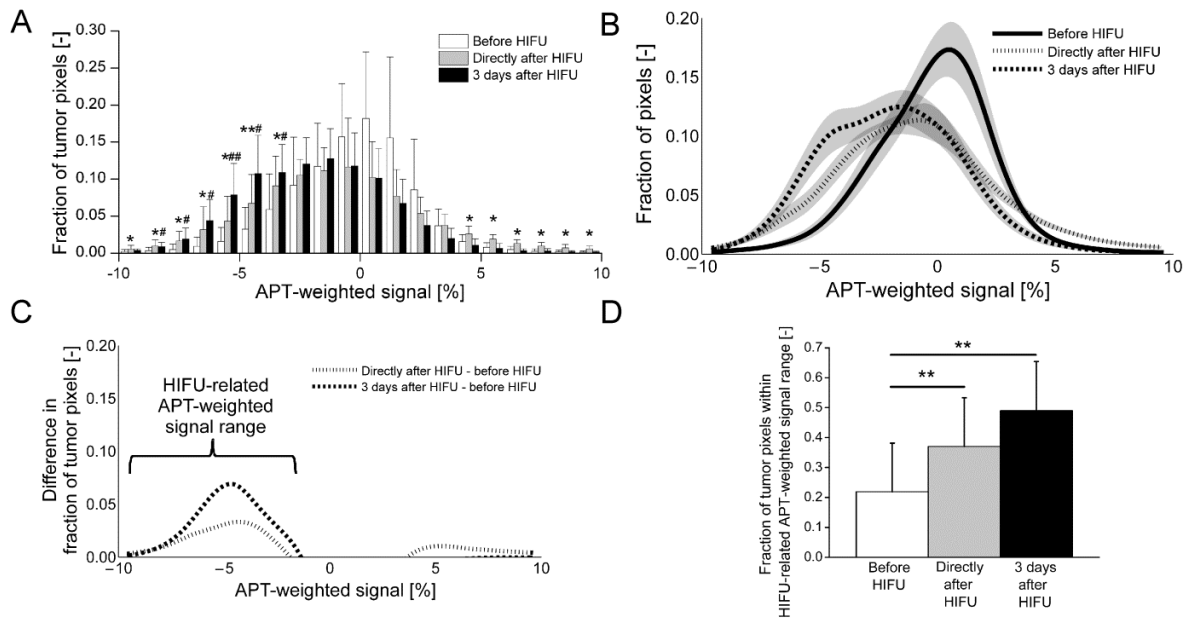 A
Fraction of tumor pixels [-]
0.30
0.25
0.20
0.15
0.10
0.05
0.00
Before HIFU
Directly after HIFU
3 days after HIFU
* *# *# *# *## **# *# * * * * * *
−10 −5 0 5 10
APT-weighted signal [%]
B
Fraction of pixels [-]
0.20
0.15
0.10
0.05
0.00
Before HIFU
Directly after HIFU
3 days after HIFU
−10 −5 0 5 10
APT-weighted signal [%]
C
Difference in
fraction of tumor pixels [-]
0.20
0.15
0.10
0.05
0.00
Directly after HIFU - before HIFU
3 days after HIFU - before HIFU
HIFU-related
APT-weighted
signal range
−10 −5 0 5 10
APT-weighted signal [%]
D
Fraction of tumor pixels within
HIFU-related APT-weighted signal range [-]
0.7
0.6
0.5
0.4
0.3
0.2
0.1
0.0
**
**
Before
HIFU
Directly
after
HIFU
3 days
after
HIFU